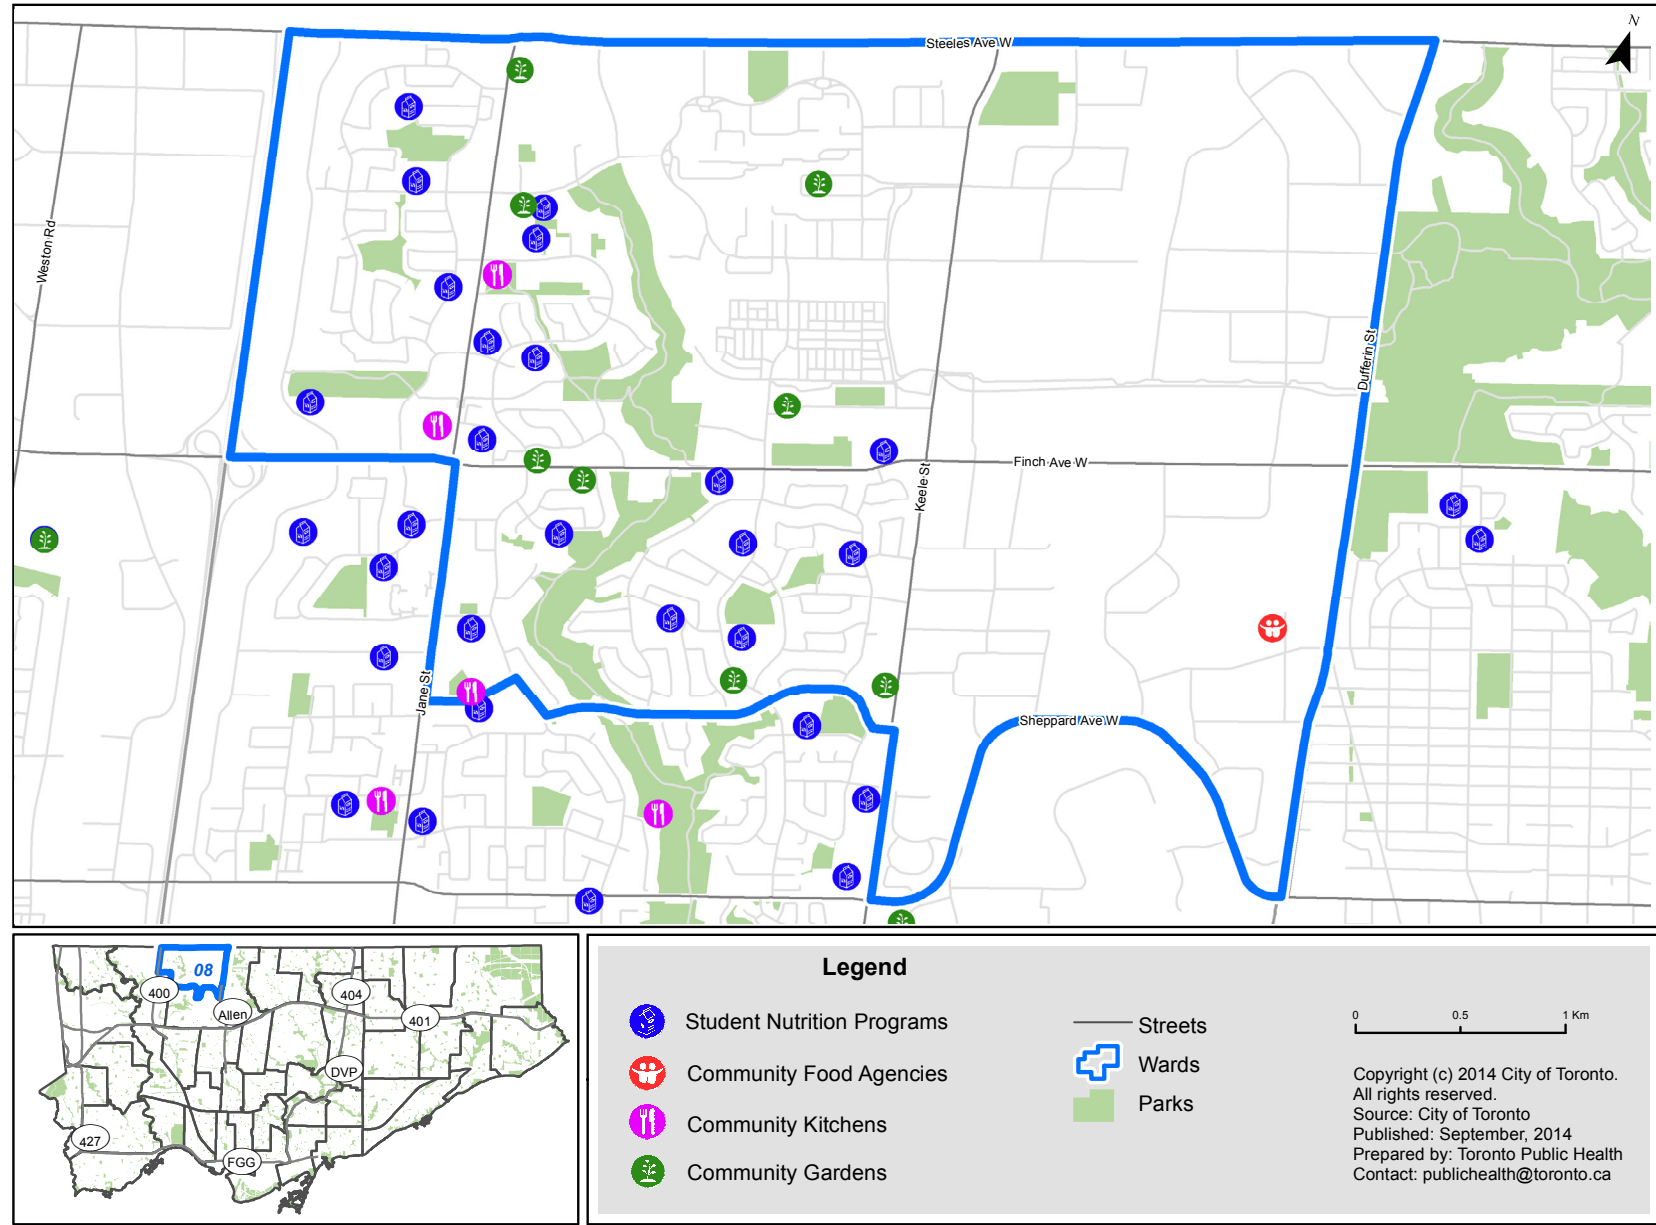 N
Steeles Ave W
Weston Rd
Dufferin St
Finch Ave W
Keele St
Jane St
Sheppard Ave W
08
400
404
Allen
401
DVP
427
FGG
Legend
Student Nutrition Programs
Community Food Agencies
Community Kitchens
Community Gardens
Streets
Wards
Parks
0 0.5 1 Km
Copyright (c) 2014 City of Toronto.
All rights reserved.
Source: City of Toronto
Published: September, 2014
Prepared by: Toronto Public Health
Contact: publichealth@toronto.ca